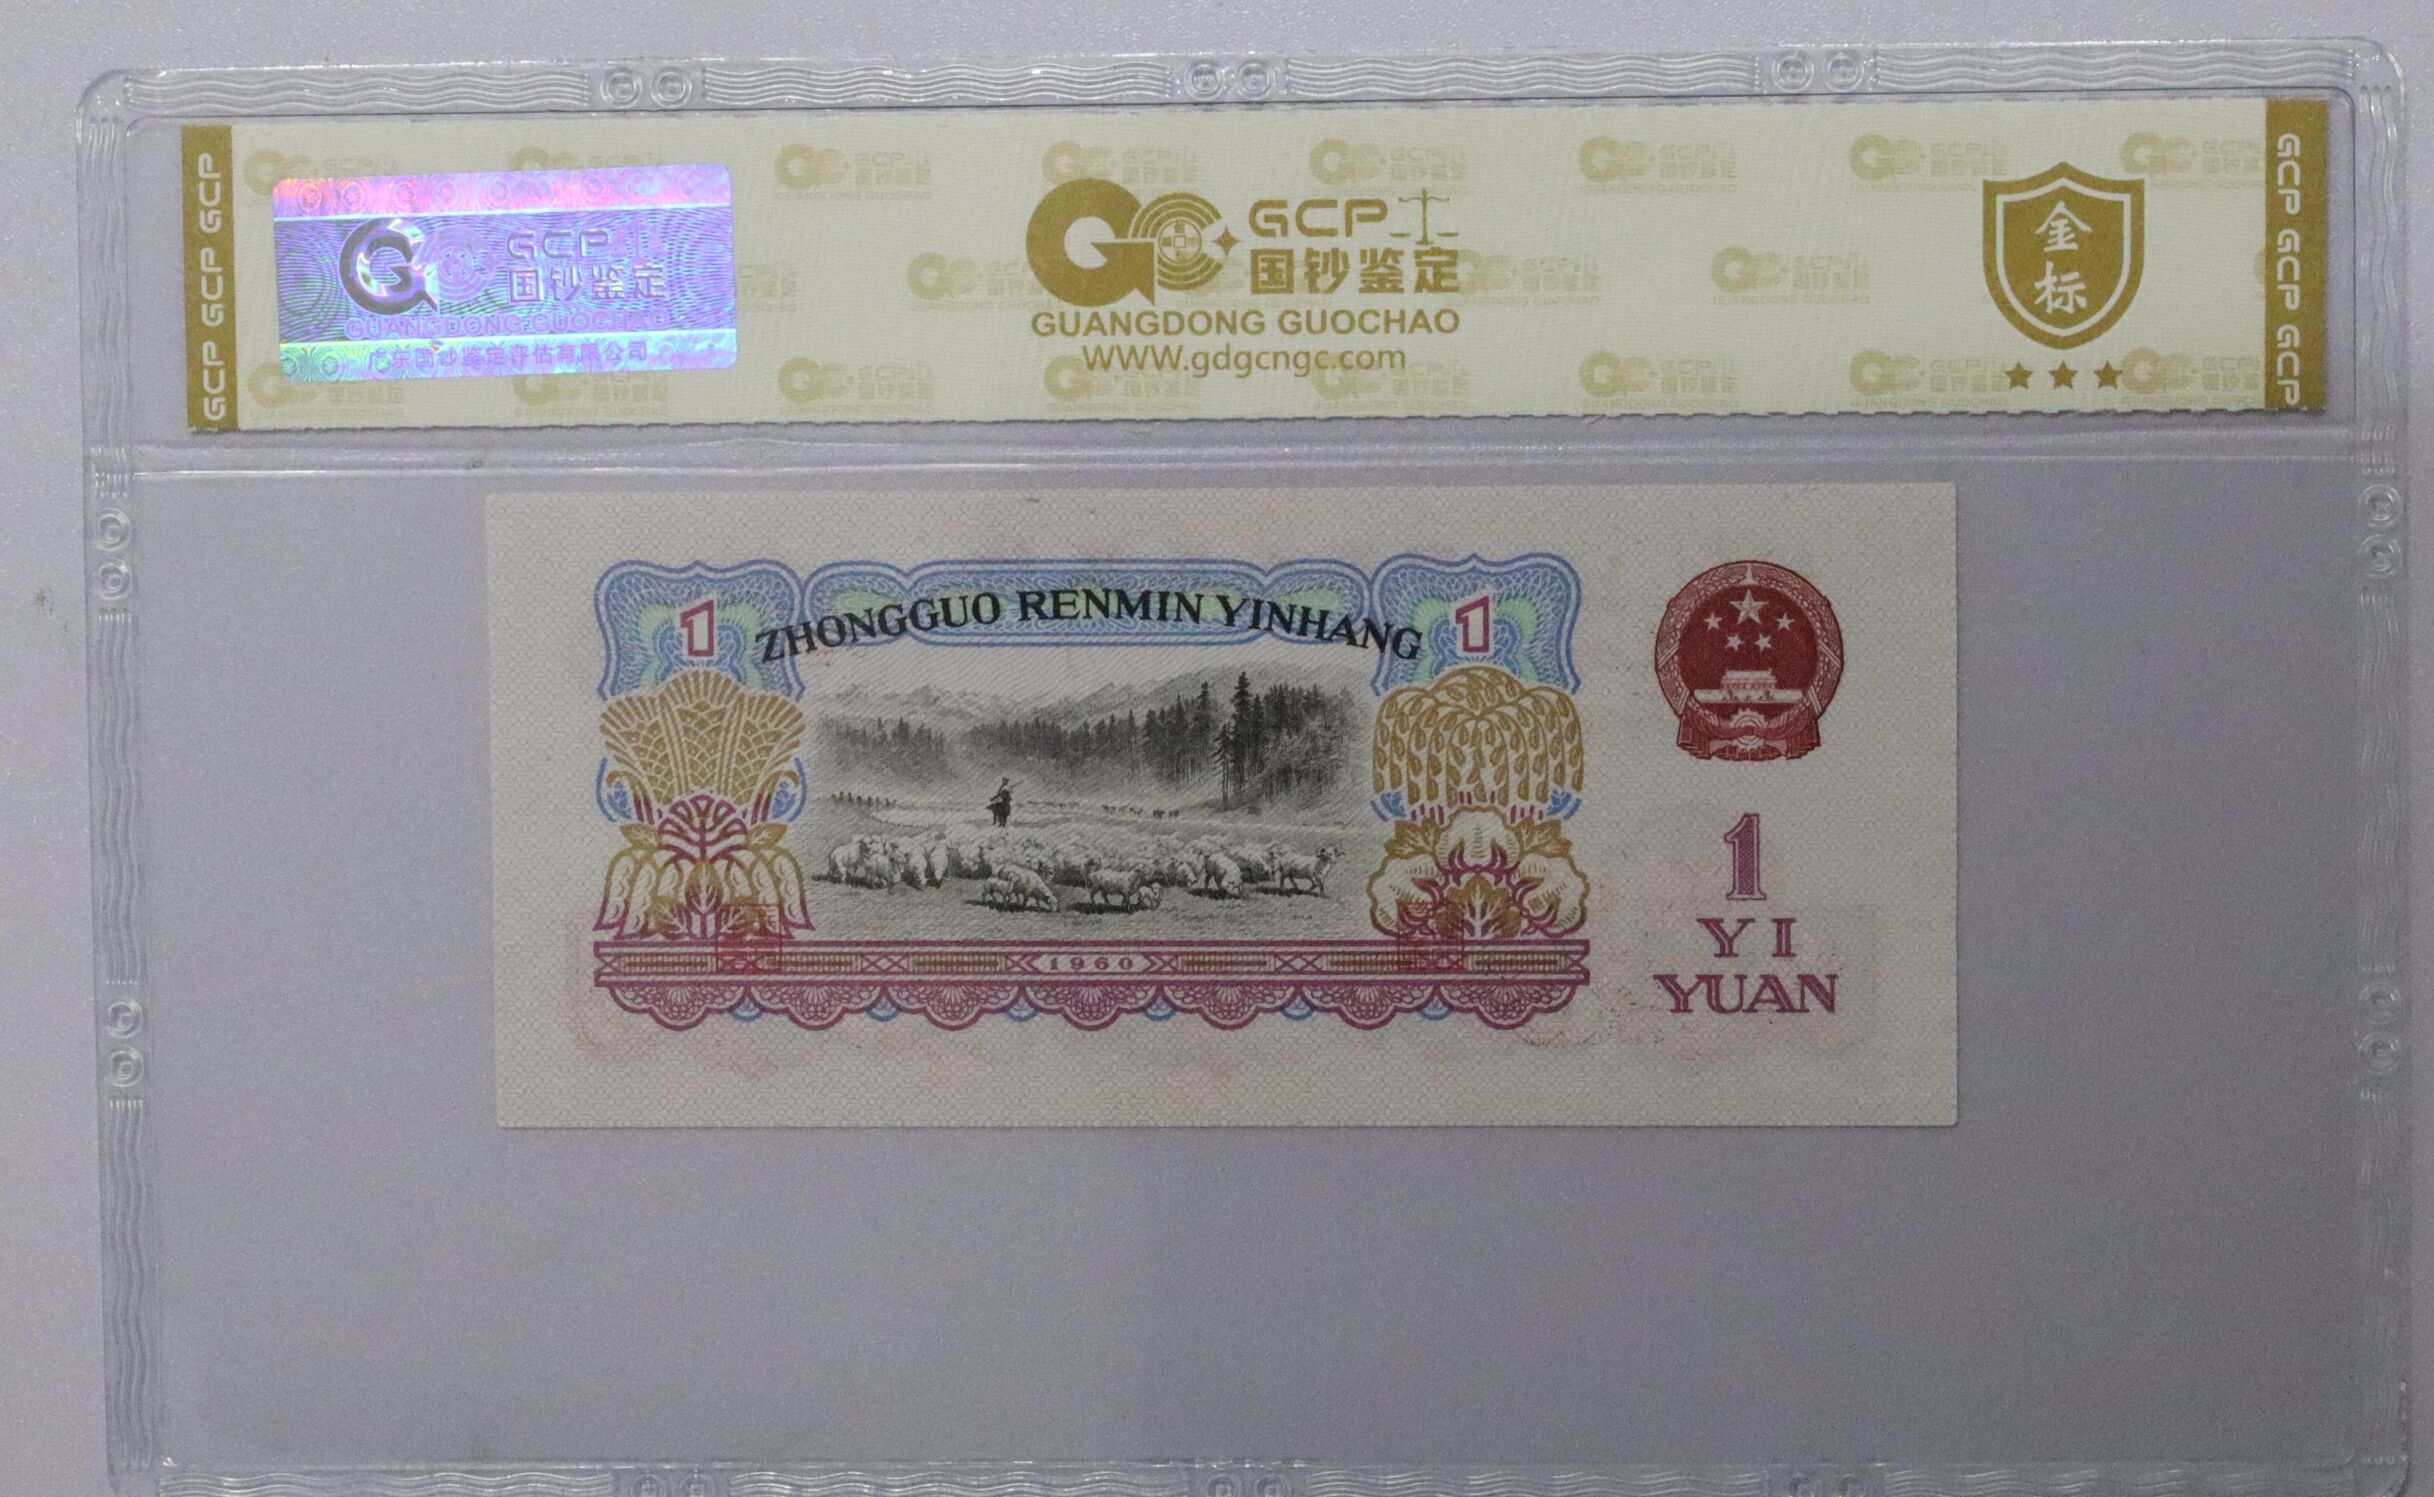 GCP GCP GCP
GCP
国钞鉴定
GUANGDONG GUOCHAO
广东国钞鉴定评估有限公司
GCP
国钞鉴定
GUANGDONG GUOCHAO
WWW.gdgcngc.com
金
标
GCP GCP GCP
1
ZHONGGUO RENMIN YINHANG
1
1960
1
YI
YUAN